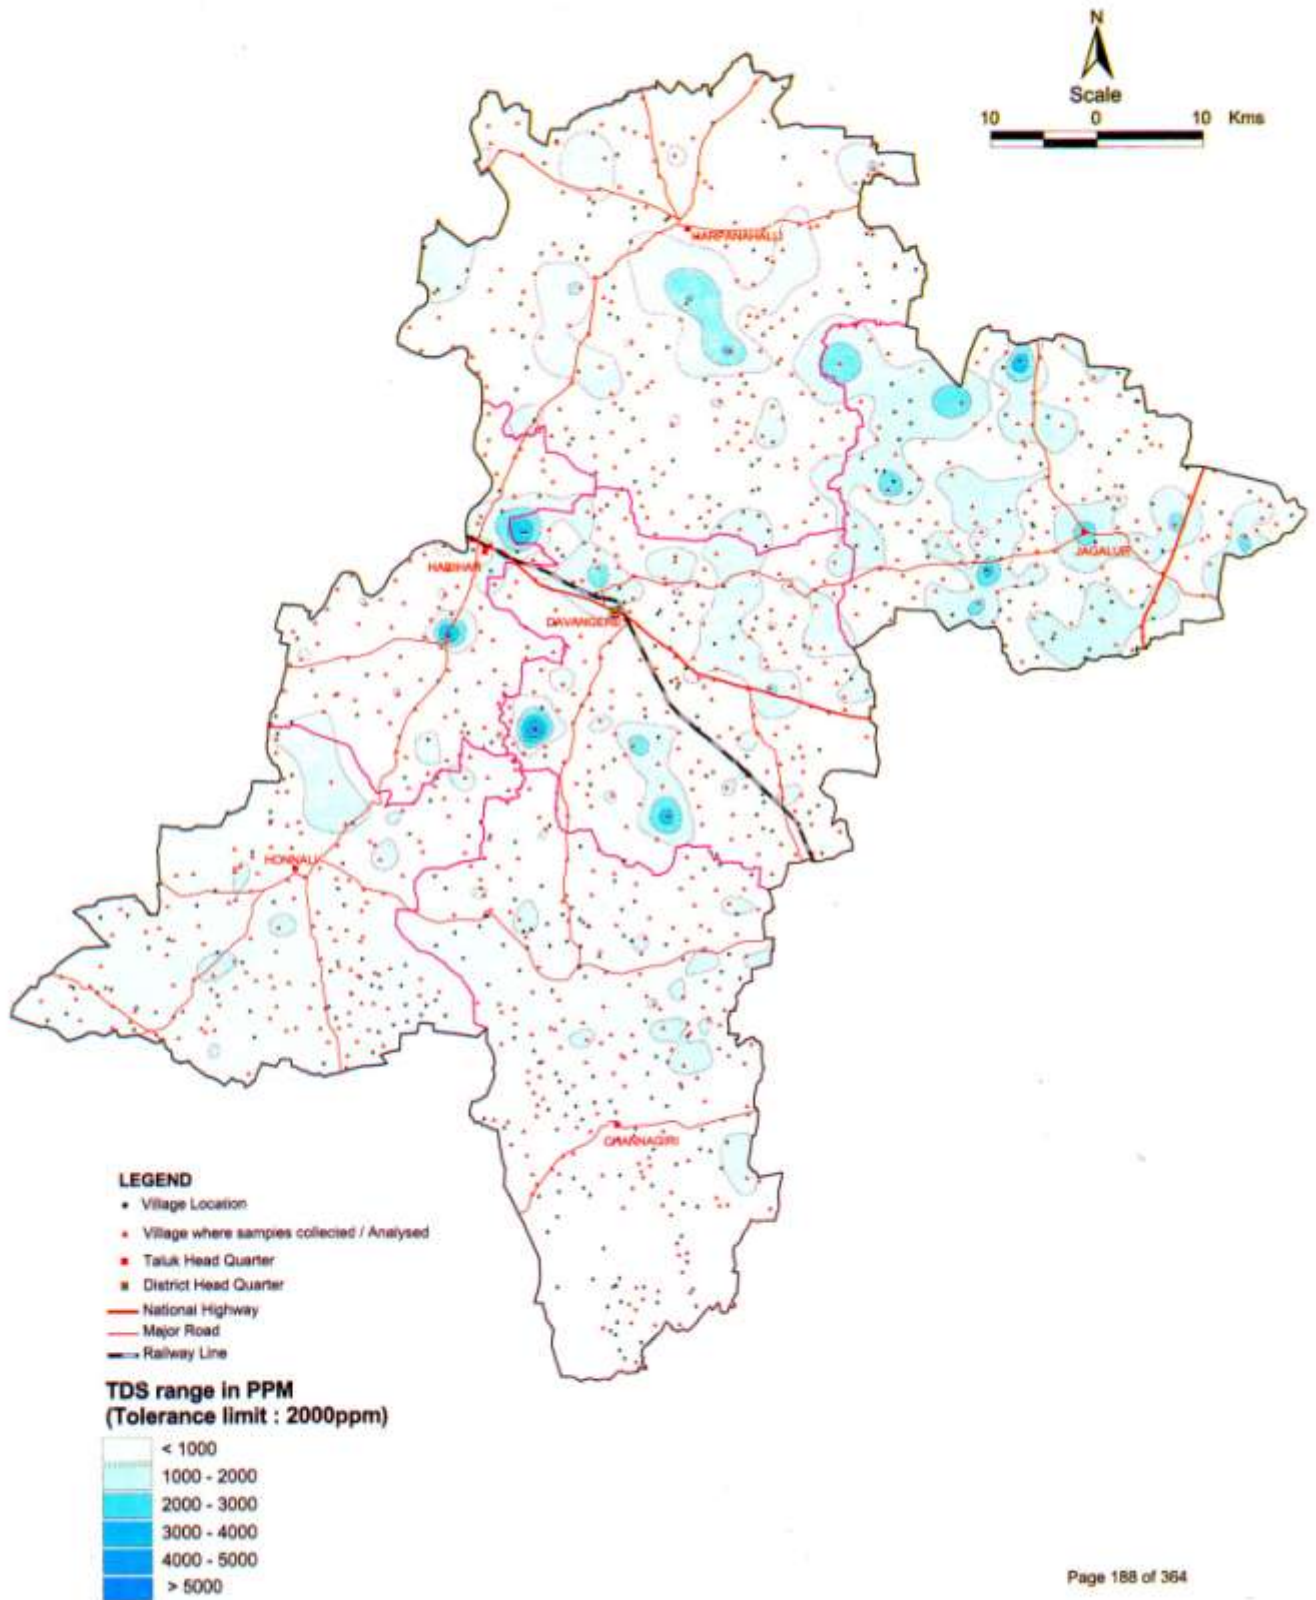 N
Scale
10 0 10 Kms
HARPANAHALLI
JAGALUR
HARIHAR
DAVANGERE
HONNALI
CHANNAGIRI
LEGEND
Village Location
Village where samples collected / Analysed
Taluk Head Quarter
District Head Quarter
National Highway
Major Road
Railway Line
TDS range in PPM
(Tolerance limit : 2000ppm)
< 1000
1000 - 2000
2000 - 3000
3000 - 4000
4000 - 5000
> 5000
Page 188 of 364